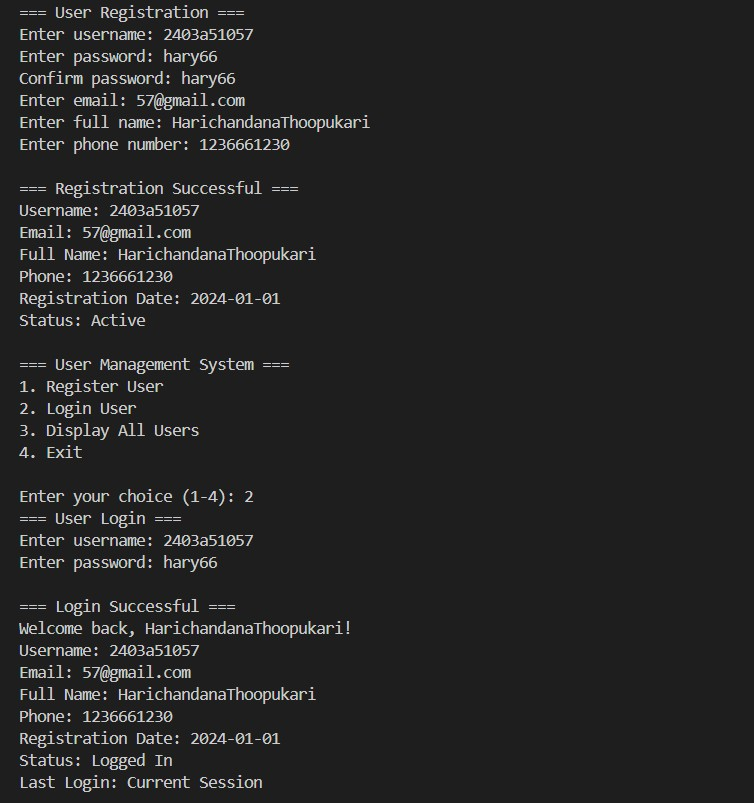 === User Registration ===
Enter username: 2403a51057
Enter password: hary66
Confirm password: hary66
Enter email: 57@gmail.com
Enter full name: HarichandanaThoopukari
Enter phone number: 1236661230
=== Registration Successful ===
Username: 2403a51057
Email: 57@gmail.com
Full Name: HarichandanaThoopukari
Phone: 1236661230
Registration Date: 2024-01-01
Status: Active
=== User Management System ===
1. Register User
2. Login User
3. Display All Users
4. Exit
Enter your choice (1-4): 2
=== User Login ===
Enter username: 2403a51057
Enter password: hary66
=== Login Successful ===
Welcome back, HarichandanaThoopukari!
Username: 2403a51057
Email: 57@gmail.com
Full Name: HarichandanaThoopukari
Phone: 1236661230
Registration Date: 2024-01-01
Status: Logged In
Last Login: Current Session